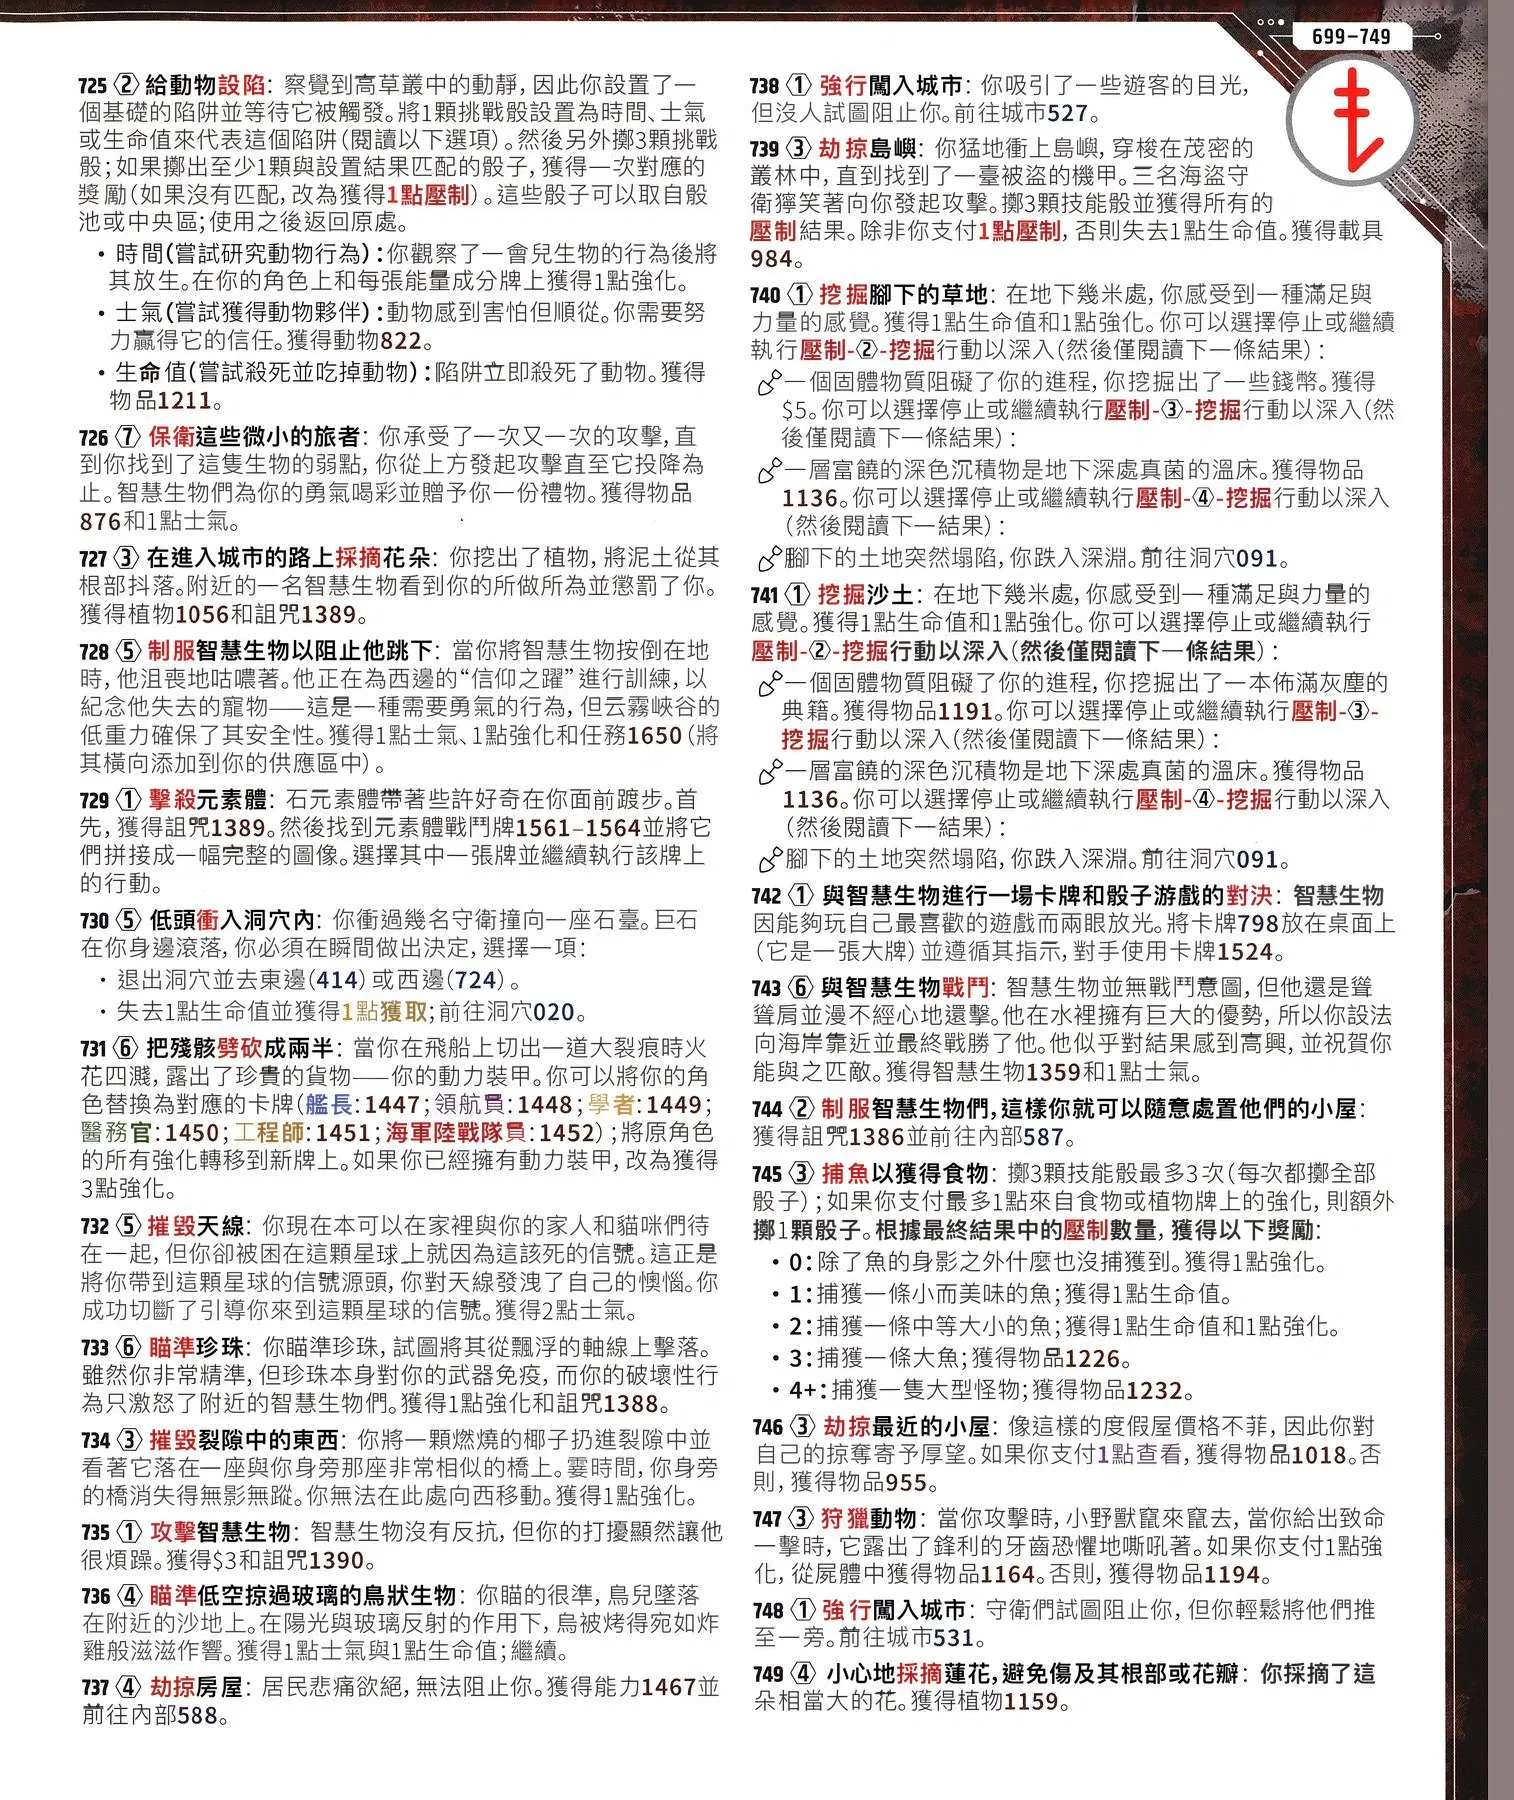 699–749
725 ② 給動物設陷：察覺到高草叢中的動靜，因此你設置了一
個基礎的陷阱並等待它被觸發。將1顆挑戰骰設置為時間、士氣
或生命值來代表這個陷阱（閱讀以下選項）。然後另外擲3顆挑戰
骰；如果擲出至少1顆與設置結果匹配的骰子，獲得一次對應的
獎勵（如果沒有匹配，改為獲得1點壓制）。這些骰子可以取自骰
池或中央區；使用之後返回原處。
・時間（嘗試研究動物行為）：你觀察了一會兒生物的行為後將
其放生。在你的角色上和每張能量成分牌上獲得1點強化。
・士氣（嘗試獲得動物夥伴）：動物感到害怕但順從。你需要努
力贏得它的信任。獲得動物822。
・生命值（嘗試殺死並吃掉動物）：陷阱立即殺死了動物。獲得
物品1211。
726 ⑦ 保衛這些微小的旅者：你承受了一次又一次的攻擊，直
到你找到了這隻生物的弱點，你從上方發起攻擊直至它投降為
止。智慧生物們為你的勇氣喝彩並贈予你一份禮物。獲得物品
876和1點士氣。
727 ③ 在進入城市的路上採摘花朵：你挖出了植物，將泥土從其
根部抖落。附近的一名智慧生物看到你的所做所為並懲罰了你。
獲得植物1056和詛咒1389。
728 ⑤ 制服智慧生物以阻止他跳下：當你將智慧生物按倒在地
時，他沮喪地咕噥著。他正在為西邊的“信仰之躍”進行訓練，以
紀念他失去的寵物——這是一種需要勇氣的行為，但云霧峽谷的
低重力確保了其安全性。獲得1點士氣、1點強化和任務1650（將
其橫向添加到你的供應區中）。
729 ① 擊殺元素體：石元素體帶著些許好奇在你面前踱步。首
先，獲得詛咒1389。然後找到元素體戰鬥牌1561–1564並將它
們拼接成一幅完整的圖像。選擇其中一張牌並繼續執行該牌上
的行動。
730 ⑤ 低頭衝入洞穴內：你衝過幾名守衛撞向一座石臺。巨石
在你身邊滾落，你必須在瞬間做出決定，選擇一項：
・退出洞穴並去東邊（414）或西邊（724）。
・失去1點生命值並獲得1點獲取；前往洞穴020。
731 ⑥ 把殘骸劈砍成兩半：當你在飛船上切出一道大裂痕時火
花四濺，露出了珍貴的貨物——你的動力裝甲。你可以將你的角
色替換為對應的卡牌（艦長：1447；領航員：1448；學者：1449；
醫務官：1450；工程師：1451；海軍陸戰隊員：1452）；將原角色
的所有強化轉移到新牌上。如果你已經擁有動力裝甲，改為獲得
3點強化。
732 ⑤ 摧毀天線：你現在本可以在家裡與你的家人和貓咪們待
在一起，但你卻被困在這顆星球上就因為這該死的信號。這正是
將你帶到這顆星球的信號源頭，你對天線發洩了自己的懊惱。你
成功切斷了引導你來到這顆星球的信號。獲得2點士氣。
733 ⑥ 瞄準珍珠：你瞄準珍珠，試圖將其從飄浮的軸線上擊落。
雖然你非常精準，但珍珠本身對你的武器免疫，而你的破壞性行
為只激怒了附近的智慧生物們。獲得1點強化和詛咒1388。
734 ③ 摧毀裂隙中的東西：你將一顆燃燒的椰子扔進裂隙中並
看著它落在一座與你身旁那座非常相似的橋上。霎時間，你身旁
的橋消失得無影無蹤。你無法在此處向西移動。獲得1點強化。
735 ① 攻擊智慧生物：智慧生物沒有反抗，但你的打擾顯然讓他
很煩躁。獲得$3和詛咒1390。
736 ④ 瞄準低空掠過玻璃的鳥狀生物：你瞄的很準，鳥兒墜落
在附近的沙地上。在陽光與玻璃反射的作用下，鳥被烤得宛如炸
雞般滋滋作響。獲得1點士氣與1點生命值；繼續。
737 ④ 劫掠房屋：居民悲痛欲絕，無法阻止你。獲得能力1467並
前往內部588。
738 ① 強行闖入城市：你吸引了一些遊客的目光，
但沒人試圖阻止你。前往城市527。
739 ③ 劫掠島嶼：你猛地衝上島嶼，穿梭在茂密的
叢林中，直到找到了一臺被盜的機甲。三名海盜守
衛獰笑著向你發起攻擊。擲3顆技能骰並獲得所有的
壓制結果。除非你支付1點壓制，否則失去1點生命值。獲得載具
984。
740 ① 挖掘腳下的草地：在地下幾米處，你感受到一種滿足與
力量的感覺。獲得1點生命值和1點強化。你可以選擇停止或繼續
執行壓制-②-挖掘行動以深入（然後僅閱讀下一條結果）：
一個固體物質阻礙了你的進程，你挖掘出了一些錢幣。獲得
$5。你可以選擇停止或繼續執行壓制-③-挖掘行動以深入（然
後僅閱讀下一條結果）：
一層富饒的深色沉積物是地下深處真菌的溫床。獲得物品
1136。你可以選擇停止或繼續執行壓制-④-挖掘行動以深入
（然後閱讀下一結果）：
腳下的土地突然塌陷，你跌入深淵。前往洞穴091。
741 ① 挖掘沙土：在地下幾米處，你感受到一種滿足與力量的
感覺。獲得1點生命值和1點強化。你可以選擇停止或繼續執行
壓制-②-挖掘行動以深入（然後僅閱讀下一條結果）：
一個固體物質阻礙了你的進程，你挖掘出了一本佈滿灰塵的
典籍。獲得物品1191。你可以選擇停止或繼續執行壓制-③-
挖掘行動以深入（然後僅閱讀下一條結果）：
一層富饒的深色沉積物是地下深處真菌的溫床。獲得物品
1136。你可以選擇停止或繼續執行壓制-④-挖掘行動以深入
（然後閱讀下一結果）：
腳下的土地突然塌陷，你跌入深淵。前往洞穴091。
742 ① 與智慧生物進行一場卡牌和骰子游戲的對決：智慧生物
因能夠玩自己最喜歡的遊戲而兩眼放光。將卡牌798放在桌面上
（它是一張大牌）並遵循其指示，對手使用卡牌1524。
743 ⑥ 與智慧生物戰鬥：智慧生物並無戰鬥意圖，但他還是聳
聳肩並漫不經心地還擊。他在水裡擁有巨大的優勢，所以你設法
向海岸靠近並最終戰勝了他。他似乎對結果感到高興，並祝賀你
能與之匹敵。獲得智慧生物1359和1點士氣。
744 ② 制服智慧生物們，這樣你就可以隨意處置他們的小屋：
獲得詛咒1386並前往內部587。
745 ③ 捕魚以獲得食物：擲3顆技能骰最多3次（每次都擲全部
骰子）；如果你支付最多1點來自食物或植物牌上的強化，則額外
擲1顆骰子。根據最終結果中的壓制數量，獲得以下獎勵：
・0：除了魚的身影之外什麼也沒捕獲到。獲得1點強化。
・1：捕獲一條小而美味的魚；獲得1點生命值。
・2：捕獲一條中等大小的魚；獲得1點生命值和1點強化。
・3：捕獲一條大魚；獲得物品1226。
・4+：捕獲一隻大型怪物；獲得物品1232。
746 ③ 劫掠最近的小屋：像這樣的度假屋價格不菲，因此你對
自己的掠奪寄予厚望。如果你支付1點查看，獲得物品1018。否
則，獲得物品955。
747 ③ 狩獵動物：當你攻擊時，小野獸竄來竄去，當你給出致命
一擊時，它露出了鋒利的牙齒恐懼地嘶吼著。如果你支付1點強
化，從屍體中獲得物品1164。否則，獲得物品1194。
748 ① 強行闖入城市：守衛們試圖阻止你，但你輕鬆將他們推
至一旁。前往城市531。
749 ④ 小心地採摘蓮花，避免傷及其根部或花瓣：你採摘了這
朵相當大的花。獲得植物1159。